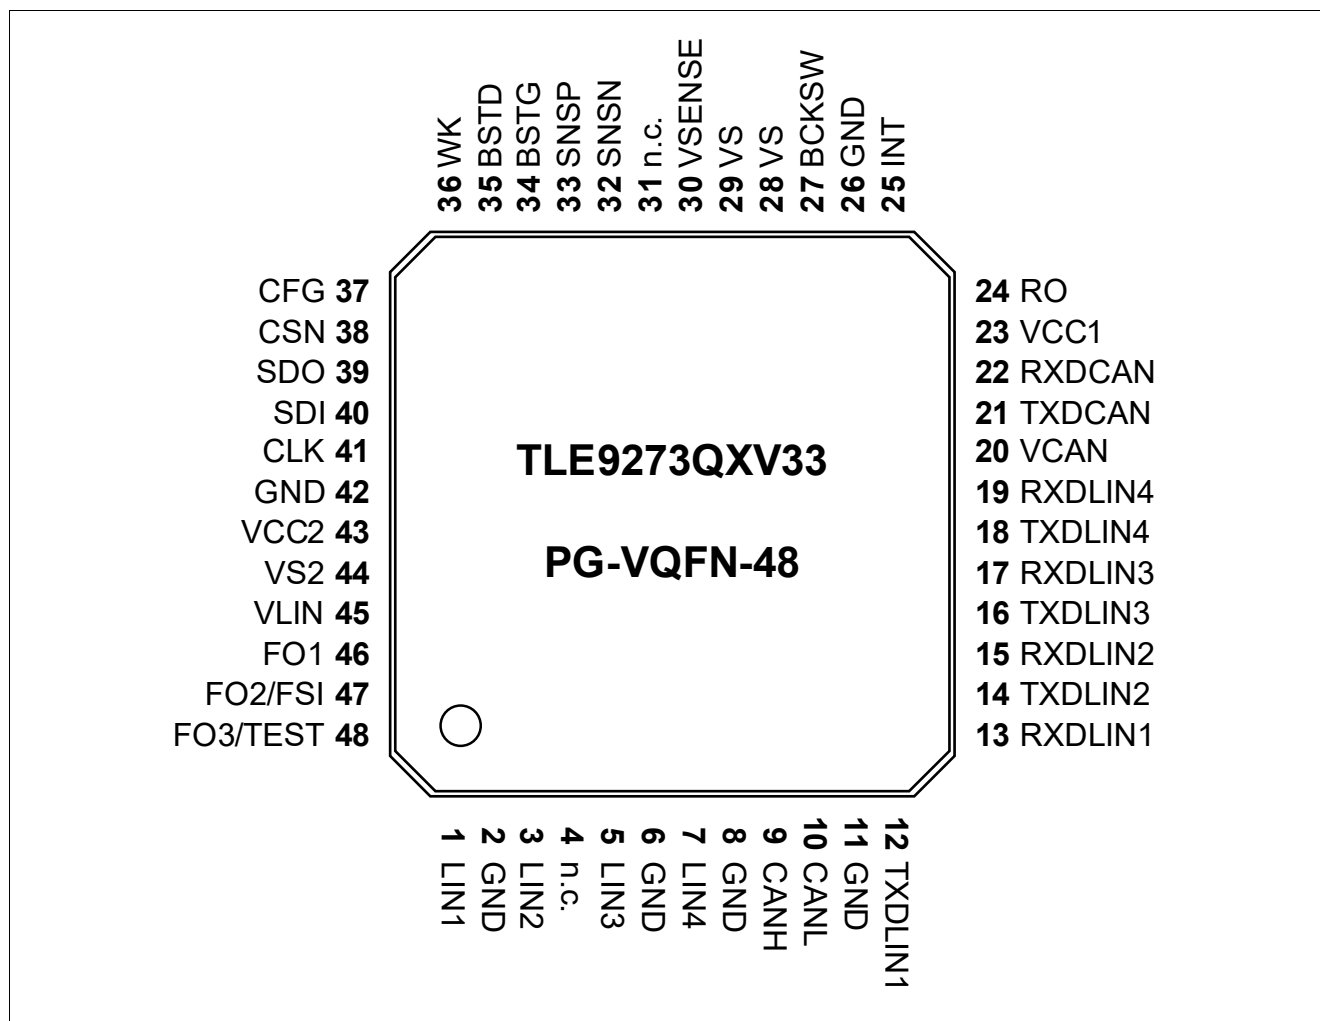 36 WK
35 BSTD
34 BSTG
33 SNSP
32 SNSN
31 n.c.
30 VSENSE
29 VS
28 VS
27 BCKSW
26 GND
25 INT
CFG 37
CSN 38
SDO 39
SDI 40
CLK 41
GND 42
VCC2 43
VS2 44
VLIN 45
FO1 46
FO2/FSI 47
FO3/TEST 48
TLE9273QXV33
PG-VQFN-48
24 RO
23 VCC1
22 RXDCAN
21 TXDCAN
20 VCAN
19 RXDLIN4
18 TXDLIN4
17 RXDLIN3
16 TXDLIN3
15 RXDLIN2
14 TXDLIN2
13 RXDLIN1
1 LIN1
2 GND
3 LIN2
4 n.c.
5 LIN3
6 GND
7 LIN4
8 GND
9 CANH
10 CANL
11 GND
12 TXDLIN1